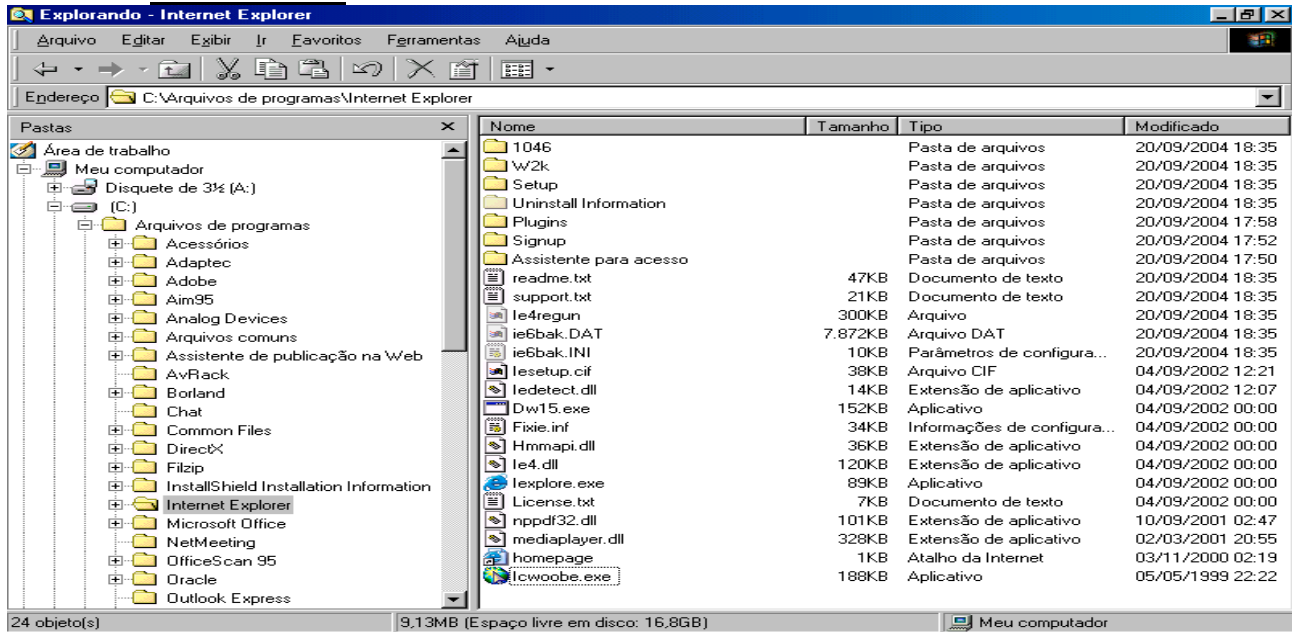 Explorando - Internet Explorer
Arquivo Editar Exibir Ir Favoritos Ferramentas Ajuda
Endereço C:\Arquivos de programas\Internet Explorer
Pastas
Área de trabalho
Meu computador
Disquete de 3½ (A:)
(C:)
Arquivos de programas
Acessórios
Adaptec
Adobe
Aim95
Analog Devices
Arquivos comuns
Assistente de publicação na Web
AvRack
Borland
Chat
Common Files
DirectX
Filzip
InstallShield Installation Information
Internet Explorer
Microsoft Office
NetMeeting
OfficeScan 95
Oracle
Outlook Express
Nome Tamanho Tipo Modificado
1046 Pasta de arquivos 20/09/2004 18:35
W2k Pasta de arquivos 20/09/2004 18:35
Setup Pasta de arquivos 20/09/2004 18:35
Uninstall Information Pasta de arquivos 20/09/2004 18:35
Plugins Pasta de arquivos 20/09/2004 17:58
Signup Pasta de arquivos 20/09/2004 17:52
Assistente para acesso Pasta de arquivos 20/09/2004 17:50
readme.txt 47KB Documento de texto 20/09/2004 18:35
support.txt 21KB Documento de texto 20/09/2004 18:35
Ie4regun 300KB Arquivo 20/09/2004 18:35
ie6bak.DAT 7.872KB Arquivo DAT 20/09/2004 18:35
ie6bak.INI 10KB Parâmetros de configura... 20/09/2004 18:35
Iesetup.cif 38KB Arquivo CIF 04/09/2002 12:21
Iedetect.dll 14KB Extensão de aplicativo 04/09/2002 12:07
Dw15.exe 152KB Aplicativo 04/09/2002 00:00
Fixie.inf 34KB Informações de configura... 04/09/2002 00:00
Hmmapi.dll 36KB Extensão de aplicativo 04/09/2002 00:00
Ie4.dll 120KB Extensão de aplicativo 04/09/2002 00:00
Iexplore.exe 89KB Aplicativo 04/09/2002 00:00
License.txt 7KB Documento de texto 04/09/2002 00:00
nppdf32.dll 101KB Extensão de aplicativo 10/09/2001 02:47
mediaplayer.dll 328KB Extensão de aplicativo 02/03/2001 20:55
homepage 1KB Atalho da Internet 03/11/2000 02:19
Icwoobe.exe 188KB Aplicativo 05/05/1999 22:22
24 objeto(s) 9,13MB (Espaço livre em disco: 16,8GB) Meu computador